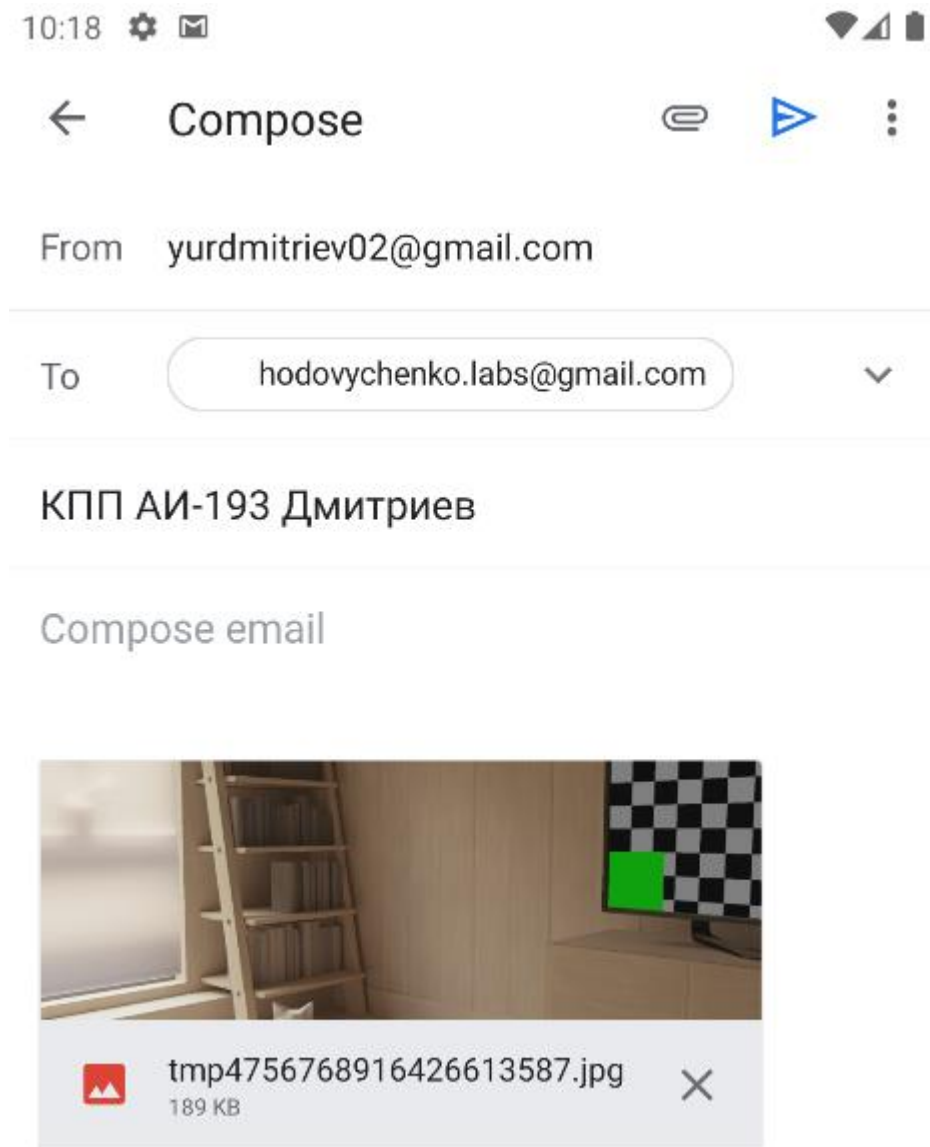 10:18
Compose
From yurdmitriev02@gmail.com
To hodovychenko.labs@gmail.com
КПП АИ-193 Дмитриев
Compose email
tmp4756768916426613587.jpg
189 KB